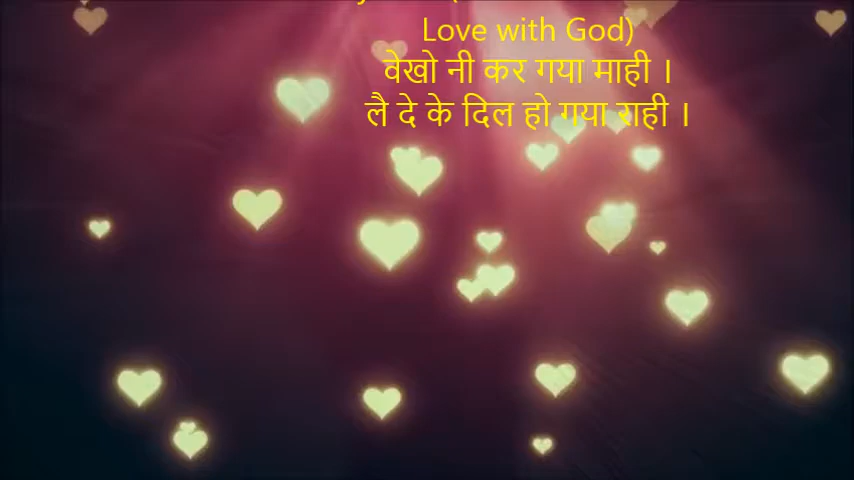 Love with God)
वेखो नी कर गया माही ।
लै दे के दिल हो गया राही ।